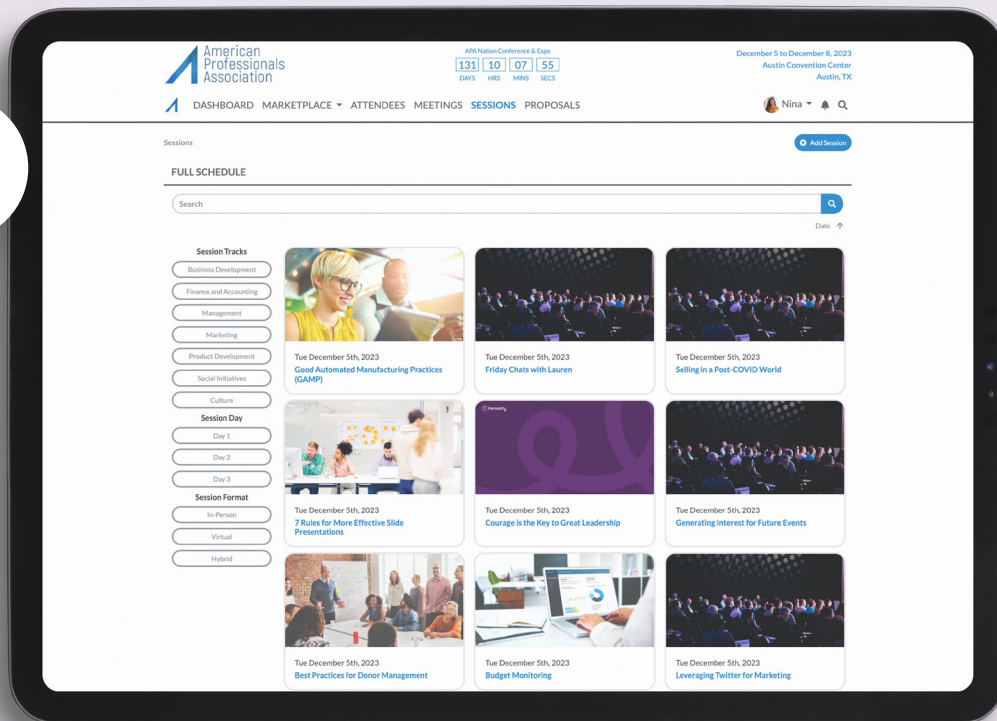 American
Professionals
Association
APA Nation Conference & Expo
131 10 07 55
DAYS HRS MINS SECS
December 5 to December 8, 2023
Austin Convention Center
Austin, TX
DASHBOARD MARKETPLACE ATTENDEES MEETINGS SESSIONS PROPOSALS
Nina
Sessions
Add Session
FULL SCHEDULE
Search
Date
Session Tracks
Business Development
Finance and Accounting
Management
Marketing
Product Development
Social Initiatives
Culture
Session Day
Day 1
Day 2
Day 3
Session Format
In-Person
Virtual
Hybrid
Tue December 5th, 2023
Good Automated Manufacturing Practices
(GAMP)
Tue December 5th, 2023
Friday Chats with Lauren
Tue December 5th, 2023
Selling in a Post-COVID World
Tue December 5th, 2023
7 Rules for More Effective Slide
Presentations
Personify
Tue December 5th, 2023
Courage is the Key to Great Leadership
Tue December 5th, 2023
Generating Interest for Future Events
Tue December 5th, 2023
Best Practices for Donor Management
Tue December 5th, 2023
Budget Monitoring
Tue December 5th, 2023
Leveraging Twitter for Marketing